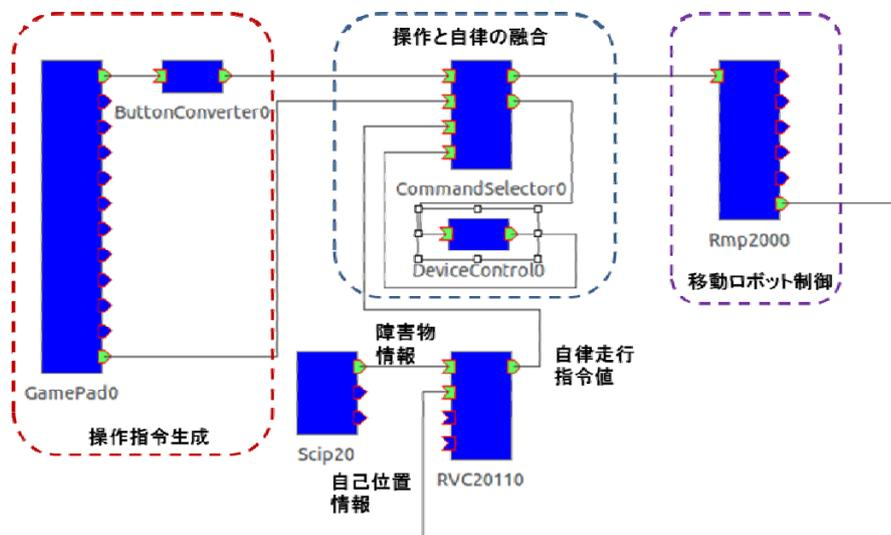 操作と自律の融合
ButtonConverter0
CommandSelector0
DeviceControl0
Rmp2000
移動ロボット制御
GamePad0
操作指令生成
障害物
情報
自律走行
指令値
Scip20
自己位置
情報
RVC20110